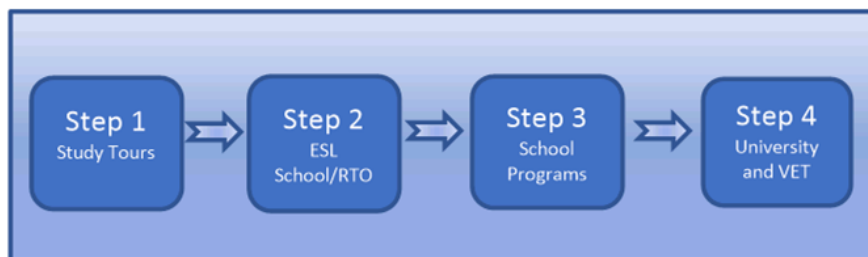 Step 1
Study Tours
Step 2
ESL
School/RTO
Step 3
School
Programs
Step 4
University
and VET